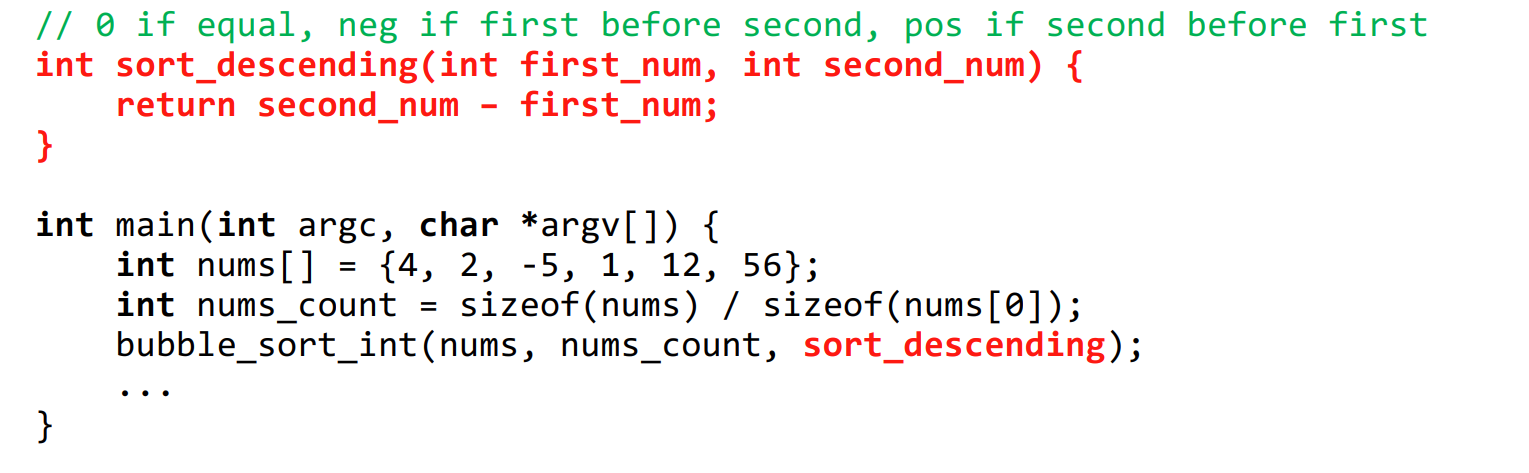 // 0 if equal, neg if first before second, pos if second before first
int sort_descending(int first_num, int second_num) {
    return second_num – first_num;
}

int main(int argc, char *argv[]) {
    int nums[] = {4, 2, -5, 1, 12, 56};
    int nums_count = sizeof(nums) / sizeof(nums[0]);
    bubble_sort_int(nums, nums_count, sort_descending);
    ...
}